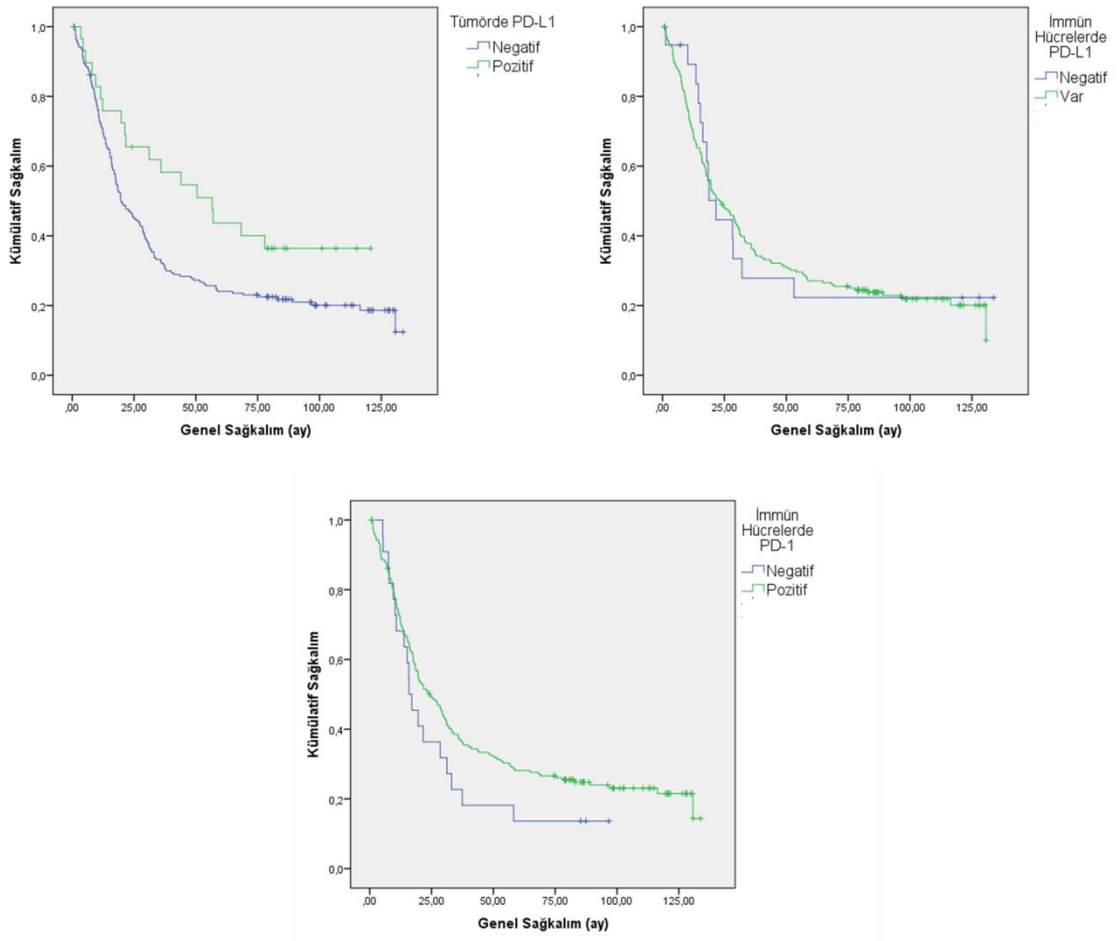 Tümörde PD-L1
Negatif
Pozitif
1,0
0,8
0,6
0,4
0,2
0,0
Kümülatif Sağkalım
,00 25,00 50,00 75,00 100,00 125,00
Genel Sağkalım (ay)
İmmün
Hücrelerde
PD-L1
Negatif
Var
1,0
0,8
0,6
0,4
0,2
0,0
Kümülatif Sağkalım
,00 25,00 50,00 75,00 100,00 125,00
Genel Sağkalım (ay)
İmmün
Hücrelerde
PD-1
Negatif
Pozitif
1,0
0,8
0,6
0,4
0,2
0,0
Kümülatif Sağkalım
,00 25,00 50,00 75,00 100,00 125,00
Genel Sağkalım (ay)